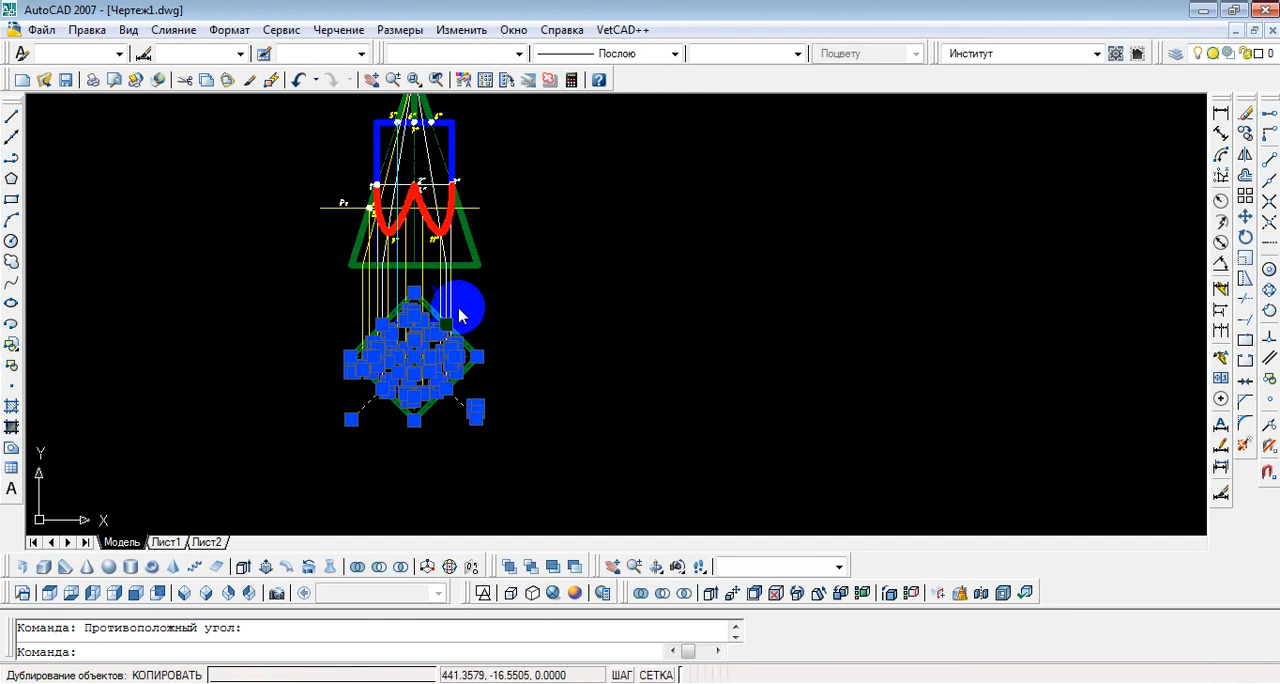 AutoCAD 2007 - [Чертеж1.dwg]
Файл Правка Вид Слияние Формат Сервис Черчение Размеры Изменить Окно Справка VetCAD++
Послою Поцвету Институт 0
Y
X
Модель Лист1 Лист2
Команда: Противоположный угол:
Команда:
Дублирование объектов: КОПИРОВАТЬ 441.3579, -16.5505, 0.0000 ШАГ СЕТКА